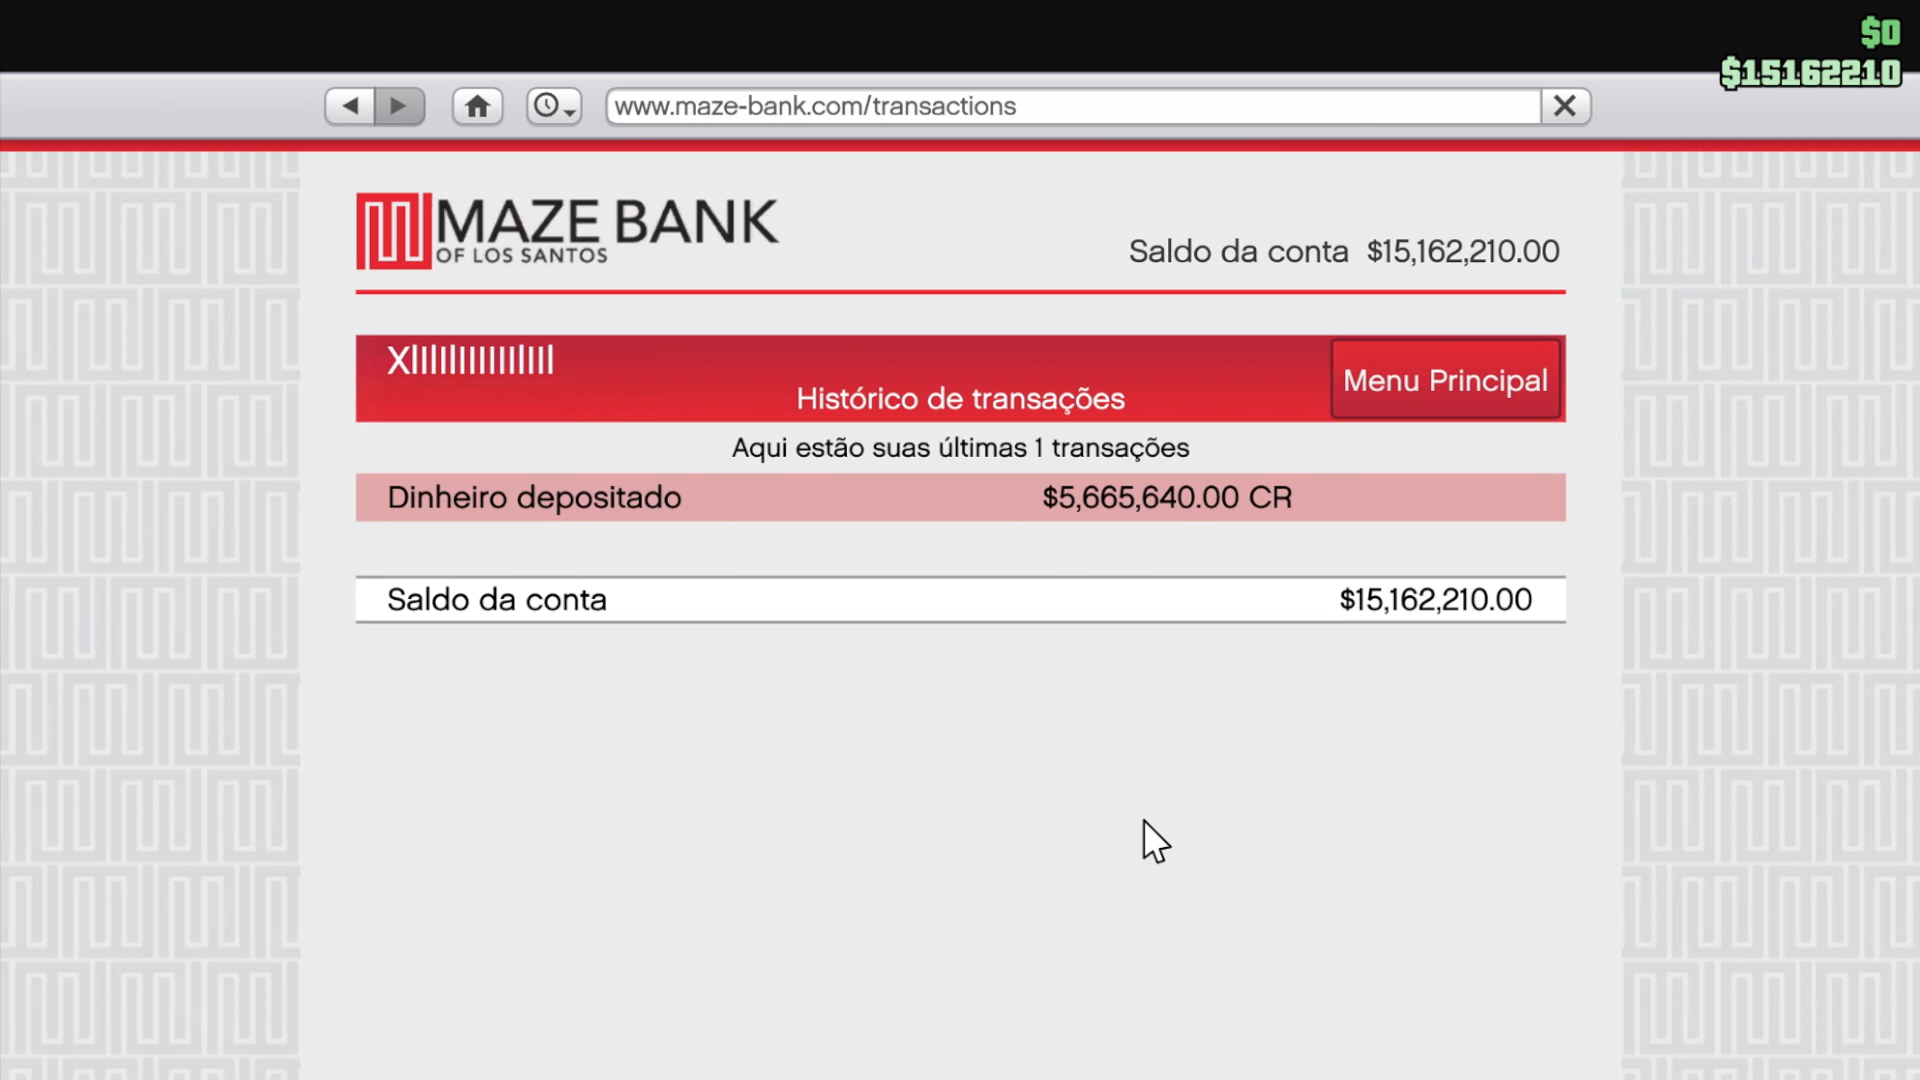 $0
$15162210
www.maze-bank.com/transactions
MAZE BANK
OF LOS SANTOS
Saldo da conta $15,162,210.00
Menu Principal
Histórico de transações
Aqui estão suas últimas 1 transações
Dinheiro depositado $5,665,640.00 CR
Saldo da conta $15,162,210.00